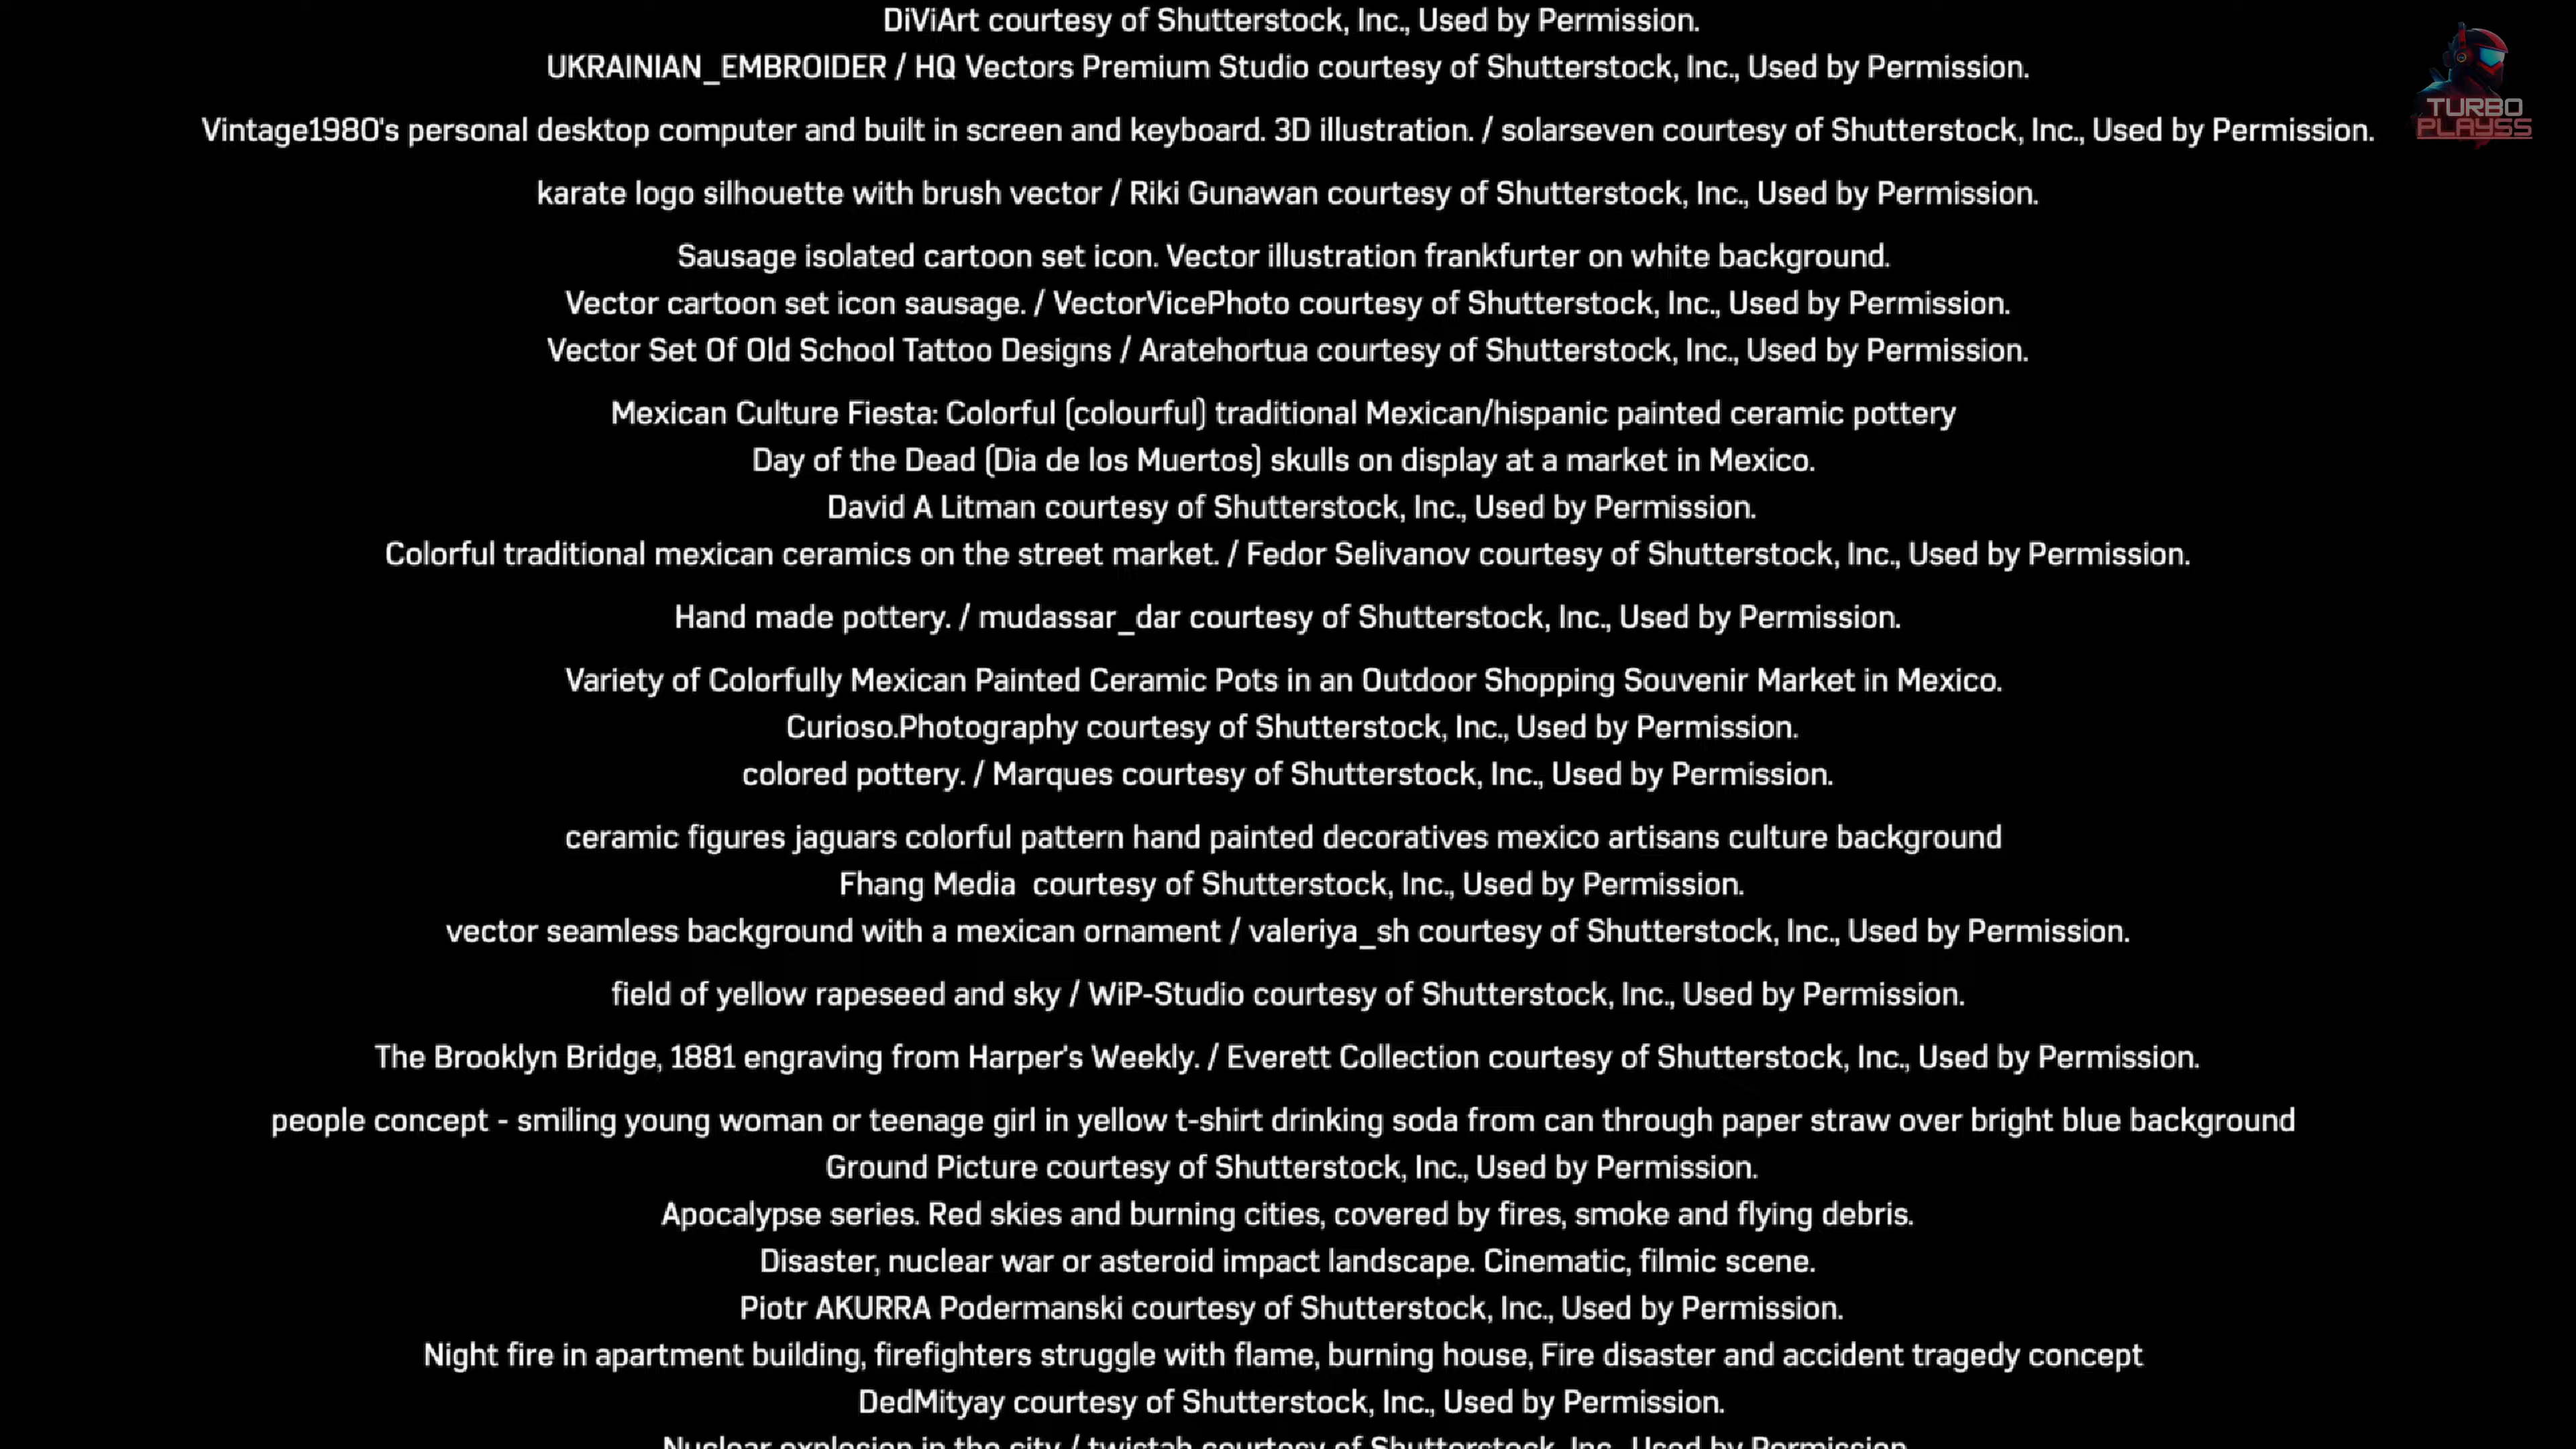 DiViArt courtesy of Shutterstock, Inc., Used by Permission.
UKRAINIAN_EMBROIDER / HQ Vectors Premium Studio courtesy of Shutterstock, Inc., Used by Permission.
Vintage1980's personal desktop computer and built in screen and keyboard. 3D illustration. / solarseven courtesy of Shutterstock, Inc., Used by Permission.
karate logo silhouette with brush vector / Riki Gunawan courtesy of Shutterstock, Inc., Used by Permission.
Sausage isolated cartoon set icon. Vector illustration frankfurter on white background.
Vector cartoon set icon sausage. / VectorVicePhoto courtesy of Shutterstock, Inc., Used by Permission.
Vector Set Of Old School Tattoo Designs / Aratehortua courtesy of Shutterstock, Inc., Used by Permission.
Mexican Culture Fiesta: Colorful (colourful) traditional Mexican/hispanic painted ceramic pottery
Day of the Dead (Dia de los Muertos) skulls on display at a market in Mexico.
David A Litman courtesy of Shutterstock, Inc., Used by Permission.
Colorful traditional mexican ceramics on the street market. / Fedor Selivanov courtesy of Shutterstock, Inc., Used by Permission.
Hand made pottery. / mudassar_dar courtesy of Shutterstock, Inc., Used by Permission.
Variety of Colorfully Mexican Painted Ceramic Pots in an Outdoor Shopping Souvenir Market in Mexico.
Curioso.Photography courtesy of Shutterstock, Inc., Used by Permission.
colored pottery. / Marques courtesy of Shutterstock, Inc., Used by Permission.
ceramic figures jaguars colorful pattern hand painted decoratives mexico artisans culture background
Fhang Media  courtesy of Shutterstock, Inc., Used by Permission.
vector seamless background with a mexican ornament / valeriya_sh courtesy of Shutterstock, Inc., Used by Permission.
field of yellow rapeseed and sky / WiP-Studio courtesy of Shutterstock, Inc., Used by Permission.
The Brooklyn Bridge, 1881 engraving from Harper's Weekly. / Everett Collection courtesy of Shutterstock, Inc., Used by Permission.
people concept - smiling young woman or teenage girl in yellow t-shirt drinking soda from can through paper straw over bright blue background
Ground Picture courtesy of Shutterstock, Inc., Used by Permission.
Apocalypse series. Red skies and burning cities, covered by fires, smoke and flying debris.
Disaster, nuclear war or asteroid impact landscape. Cinematic, filmic scene.
Piotr AKURRA Podermanski courtesy of Shutterstock, Inc., Used by Permission.
Night fire in apartment building, firefighters struggle with flame, burning house, Fire disaster and accident tragedy concept
DedMityay courtesy of Shutterstock, Inc., Used by Permission.
Nuclear explosion in the city / twistah courtesy of Shutterstock, Inc., Used by Permission.
TURBO
PLAYSS